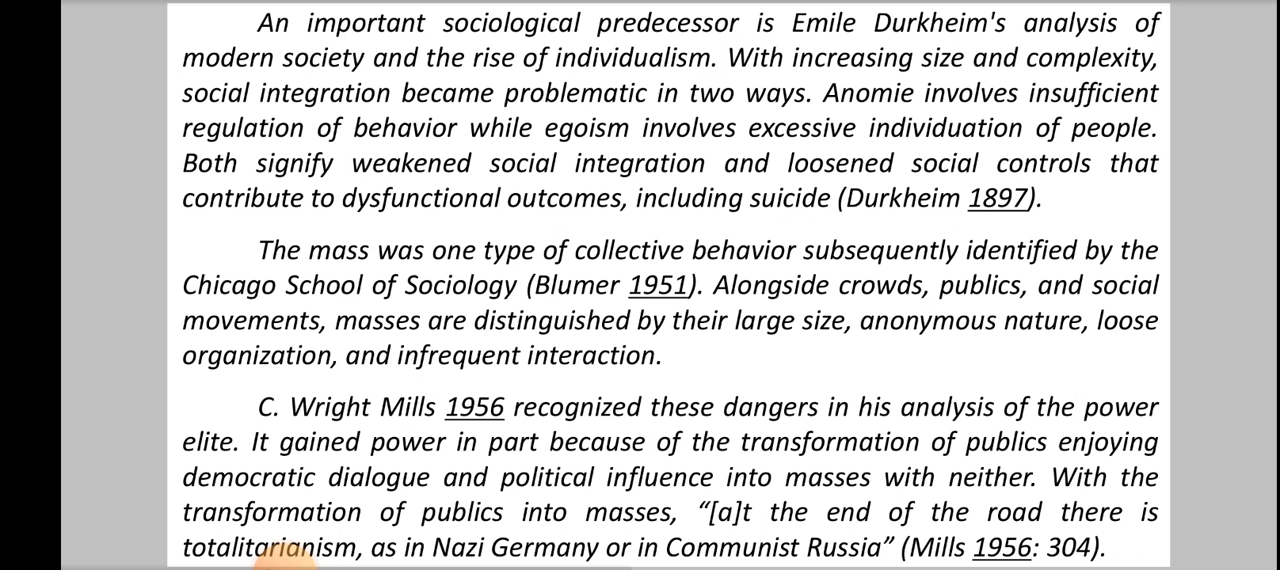 An important sociological predecessor is Emile Durkheim's analysis of
modern society and the rise of individualism. With increasing size and complexity,
social integration became problematic in two ways. Anomie involves insufficient
regulation of behavior while egoism involves excessive individuation of people.
Both signify weakened social integration and loosened social controls that
contribute to dysfunctional outcomes, including suicide (Durkheim 1897).
The mass was one type of collective behavior subsequently identified by the
Chicago School of Sociology (Blumer 1951). Alongside crowds, publics, and social
movements, masses are distinguished by their large size, anonymous nature, loose
organization, and infrequent interaction.
C. Wright Mills 1956 recognized these dangers in his analysis of the power
elite. It gained power in part because of the transformation of publics enjoying
democratic dialogue and political influence into masses with neither. With the
transformation of publics into masses, “[a]t the end of the road there is
totalitarianism, as in Nazi Germany or in Communist Russia” (Mills 1956: 304).